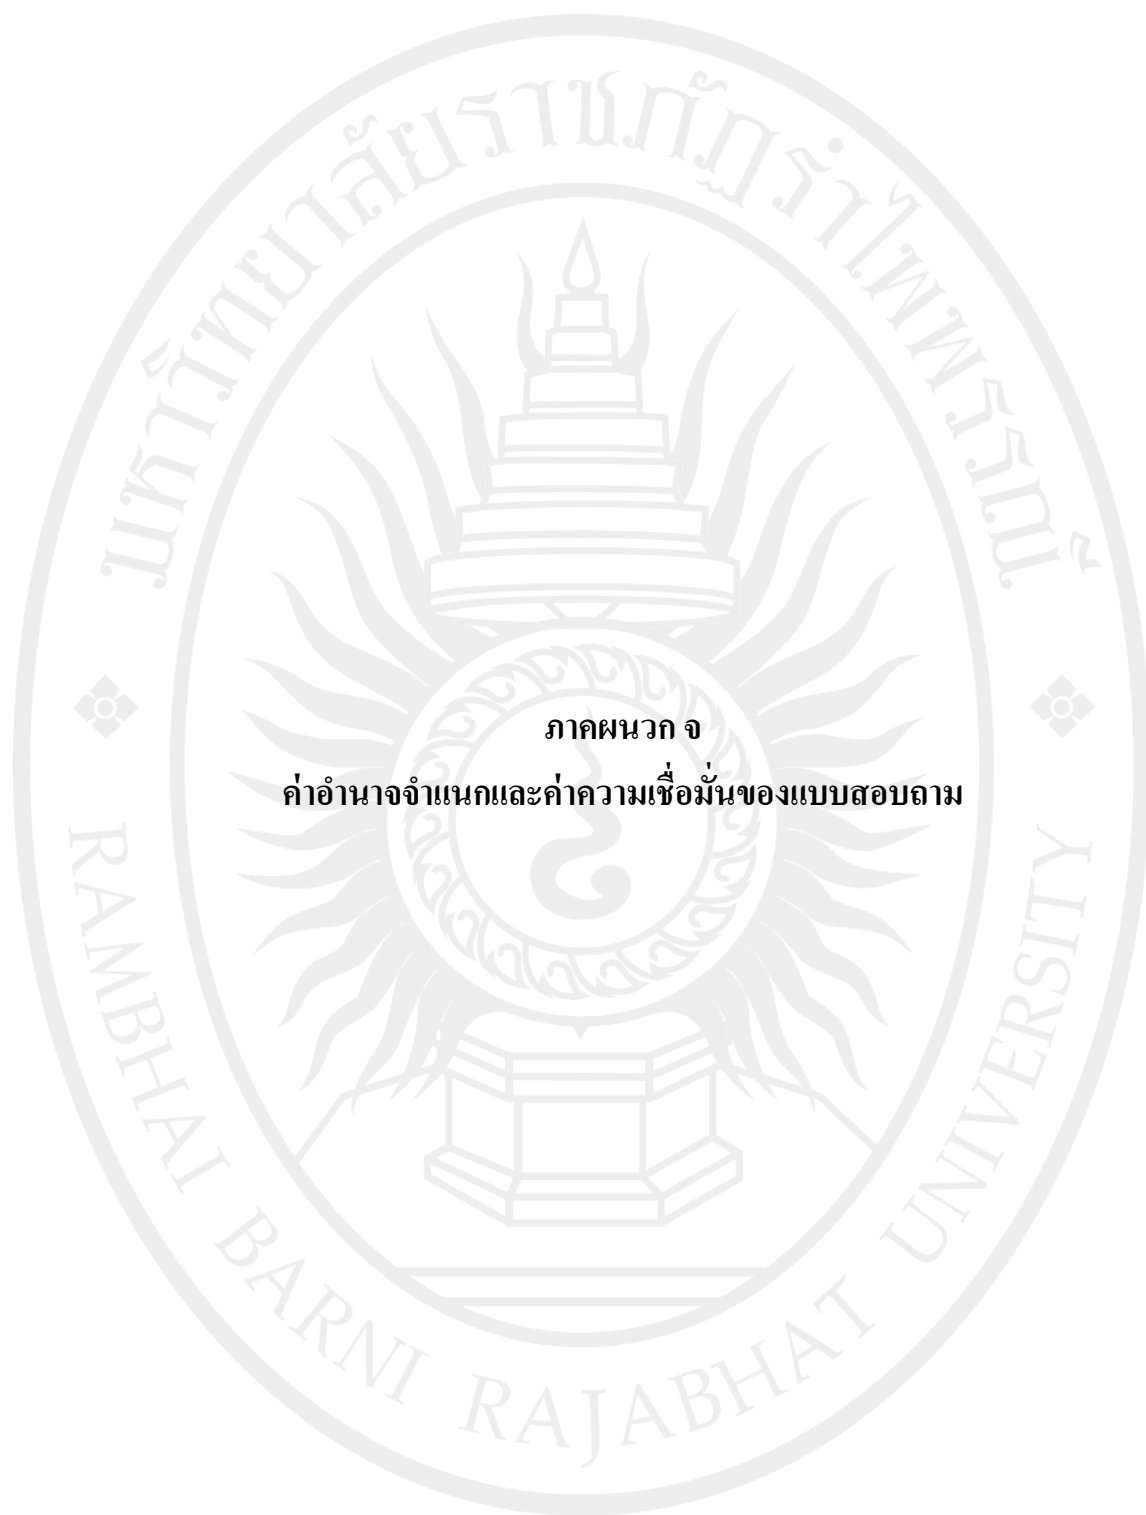 มหาวิทยาลัยราชภัฏรำไพพรรณี
ภาคผนวก จ
ค่าอำนาจจำแนกและค่าความเชื่อมั่นของแบบสอบถาม
RAMBHAI BARNI RAJABHAT UNIVERSITY